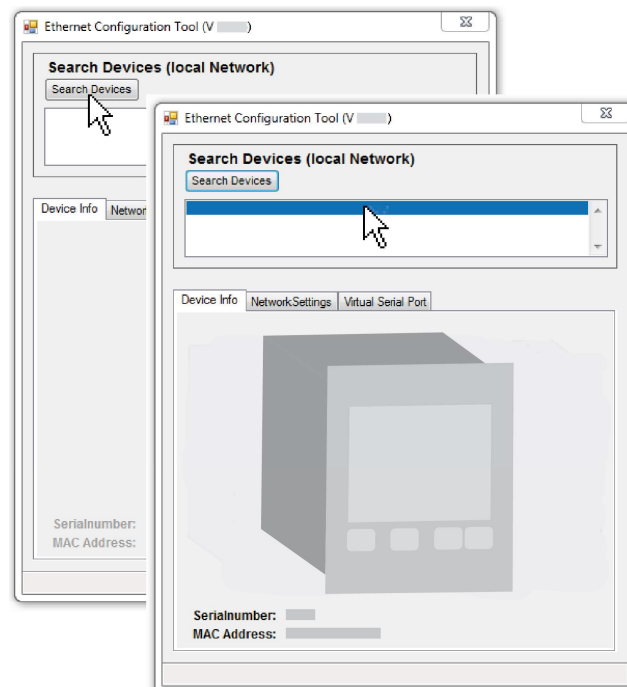 Ethernet Configuration Tool (V )
Search Devices (local Network)
Search Devices
Device Info Networ
Serialnumber:
MAC Address:
Ethernet Configuration Tool (V )
Search Devices (local Network)
Search Devices
Device Info NetworkSettings Virtual Serial Port
Serialnumber:
MAC Address: